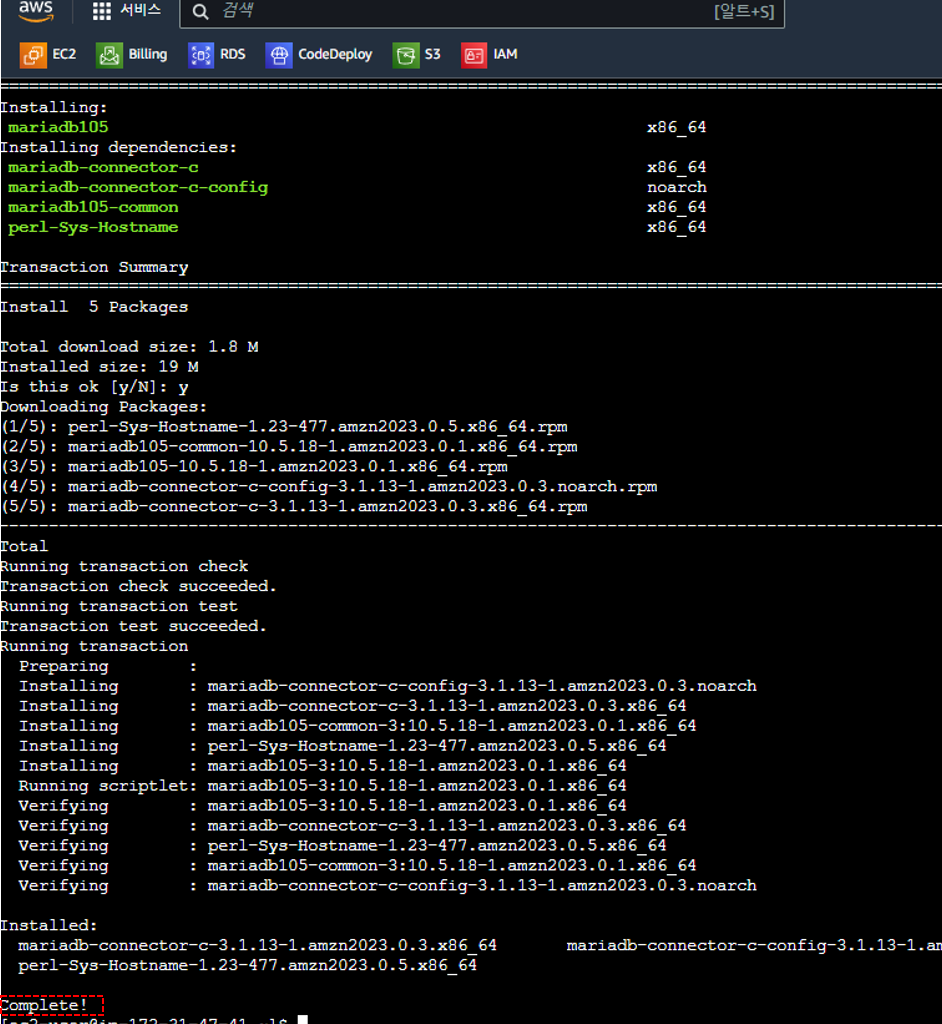 aws
서비스
검색
[알트+S]
EC2 Billing RDS CodeDeploy S3 IAM
================================================================================
Installing:
mariadb105 x86_64
Installing dependencies:
mariadb-connector-c x86_64
mariadb-connector-c-config noarch
mariadb105-common x86_64
perl-Sys-Hostname x86_64
Transaction Summary
================================================================================
Install 5 Packages
Total download size: 1.8 M
Installed size: 19 M
Is this ok [y/N]: y
Downloading Packages:
(1/5): perl-Sys-Hostname-1.23-477.amzn2023.0.5.x86_64.rpm
(2/5): mariadb105-common-10.5.18-1.amzn2023.0.1.x86_64.rpm
(3/5): mariadb105-10.5.18-1.amzn2023.0.1.x86_64.rpm
(4/5): mariadb-connector-c-config-3.1.13-1.amzn2023.0.3.noarch.rpm
(5/5): mariadb-connector-c-3.1.13-1.amzn2023.0.3.x86_64.rpm
--------------------------------------------------------------------------------
Total
Running transaction check
Transaction check succeeded.
Running transaction test
Transaction test succeeded.
Running transaction
Preparing :
Installing : mariadb-connector-c-config-3.1.13-1.amzn2023.0.3.noarch
Installing : mariadb-connector-c-3.1.13-1.amzn2023.0.3.x86_64
Installing : mariadb105-common-3:10.5.18-1.amzn2023.0.1.x86_64
Installing : perl-Sys-Hostname-1.23-477.amzn2023.0.5.x86_64
Installing : mariadb105-3:10.5.18-1.amzn2023.0.1.x86_64
Running scriptlet: mariadb105-3:10.5.18-1.amzn2023.0.1.x86_64
Verifying : mariadb105-3:10.5.18-1.amzn2023.0.1.x86_64
Verifying : mariadb-connector-c-3.1.13-1.amzn2023.0.3.x86_64
Verifying : perl-Sys-Hostname-1.23-477.amzn2023.0.5.x86_64
Verifying : mariadb105-common-3:10.5.18-1.amzn2023.0.1.x86_64
Verifying : mariadb-connector-c-config-3.1.13-1.amzn2023.0.3.noarch
Installed:
mariadb-connector-c-3.1.13-1.amzn2023.0.3.x86_64 mariadb-connector-c-config-3.1.13-1.am
perl-Sys-Hostname-1.23-477.amzn2023.0.5.x86_64
Complete!
[ec2-user@ip-172-31-47-41 ~]$